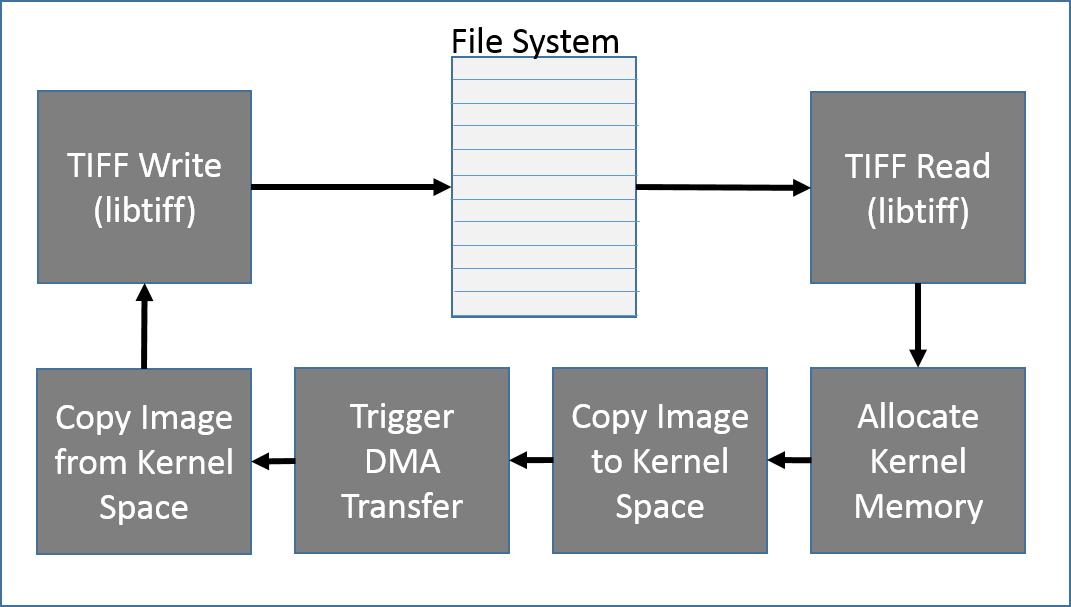 File System
TIFF Write
(libtiff)
TIFF Read
(libtiff)
Copy Image
from Kernel
Space
Trigger
DMA
Transfer
Copy Image
to Kernel
Space
Allocate
Kernel
Memory